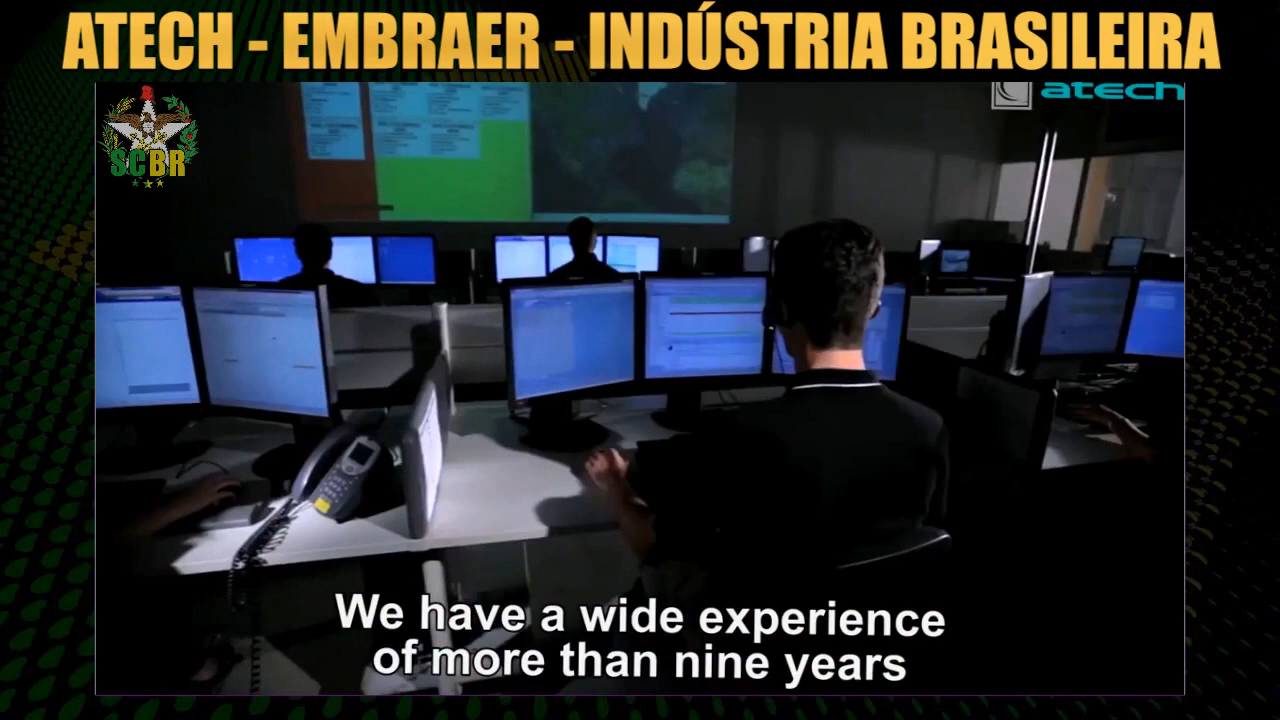 ATECH - EMBRAER - INDÚSTRIA BRASILEIRA
atech
SCBR
We have a wide experience
of more than nine years